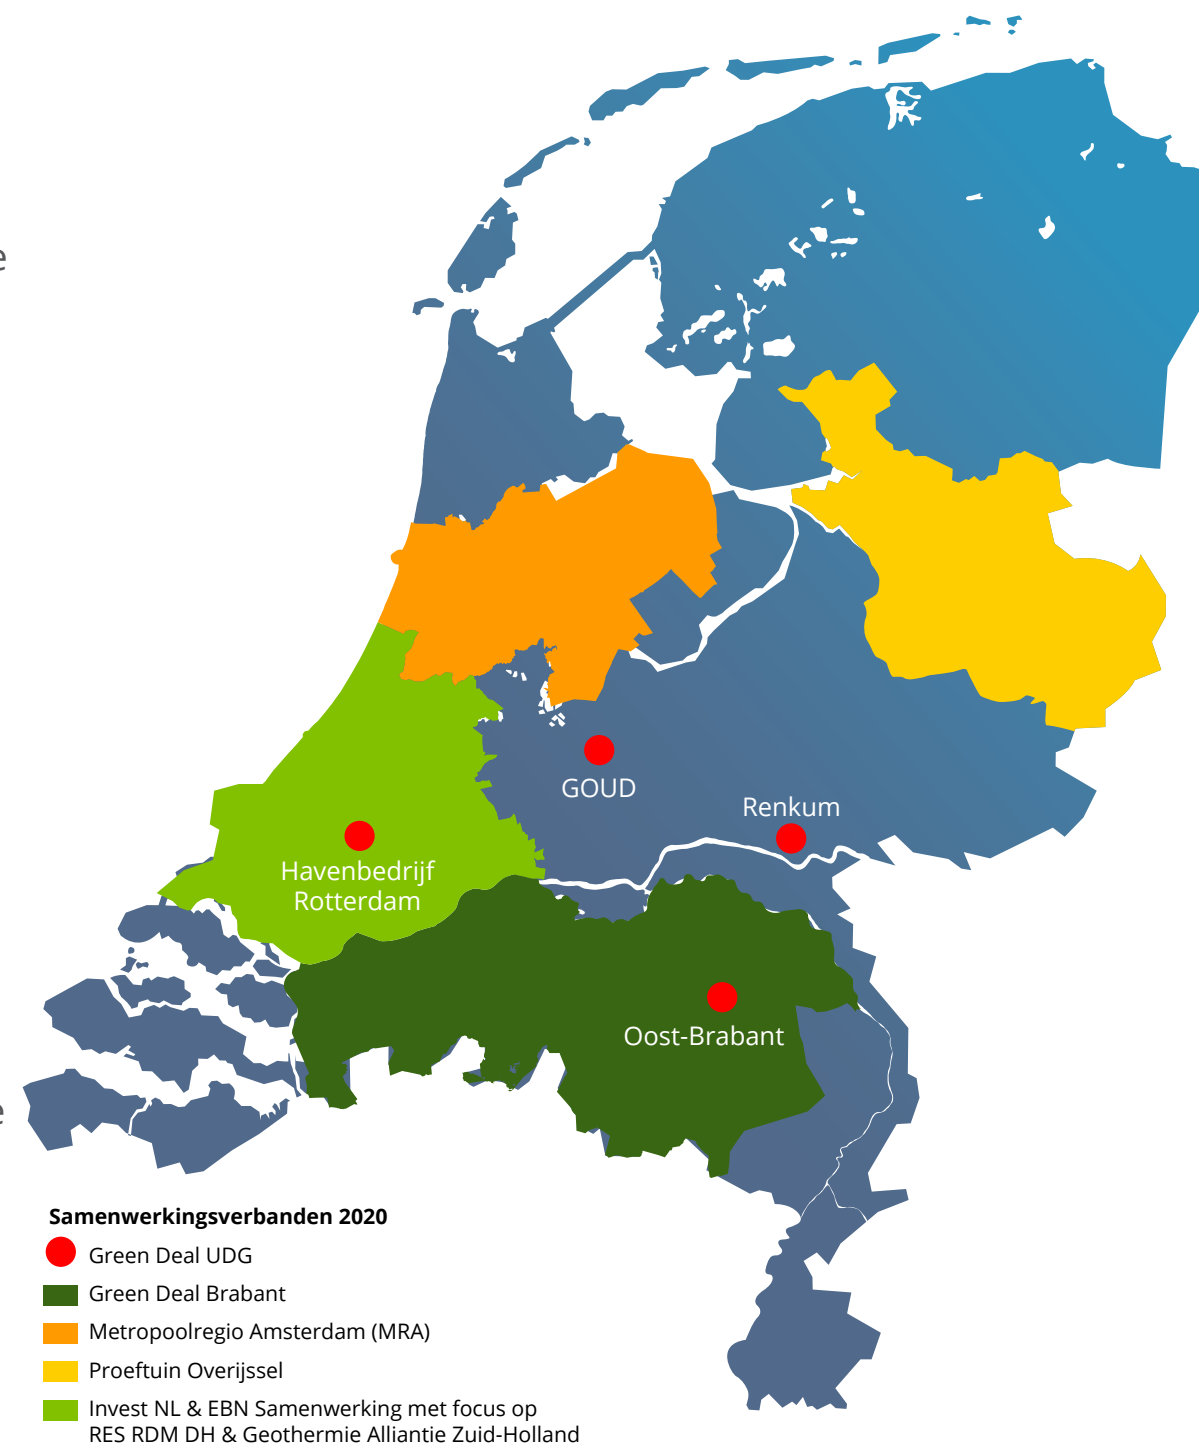 e
GOUD
Renkum
Havenbedrijf
Rotterdam
Oost-Brabant
e
Samenwerkingsverbanden 2020
Green Deal UDG
Green Deal Brabant
Metropoolregio Amsterdam (MRA)
Proeftuin Overijssel
Invest NL & EBN Samenwerking met focus op
RES RDM DH & Geothermie Alliantie Zuid-Holland